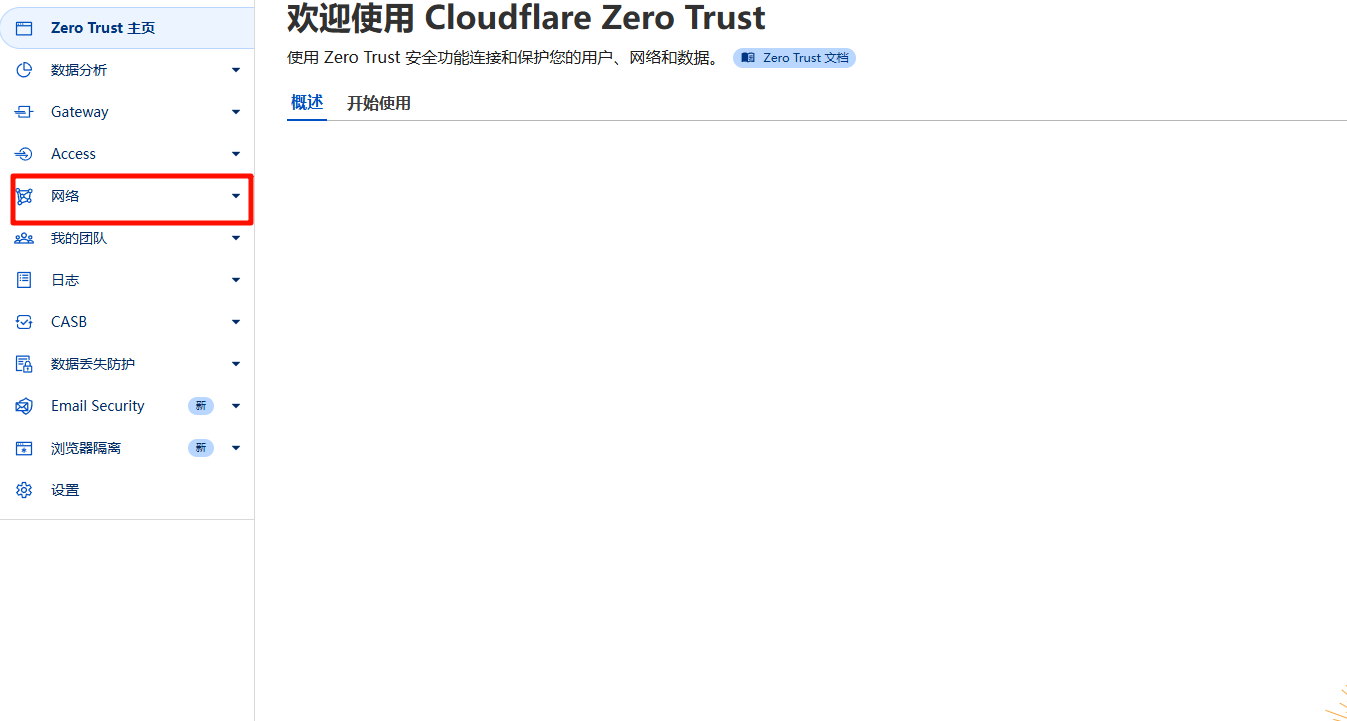 Zero Trust 主页
数据分析
Gateway
Access
网络
我的团队
日志
CASB
数据丢失防护
Email Security 新
浏览器隔离 新
设置
欢迎使用 Cloudflare Zero Trust
使用 Zero Trust 安全功能连接和保护您的用户、网络和数据。 Zero Trust 文档
概述 开始使用